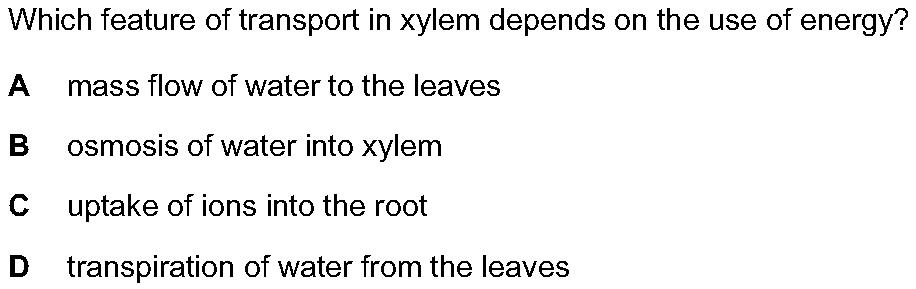 Which feature of transport in xylem depends on the use of energy?
A mass flow of water to the leaves
B osmosis of water into xylem
C uptake of ions into the root
D transpiration of water from the leaves